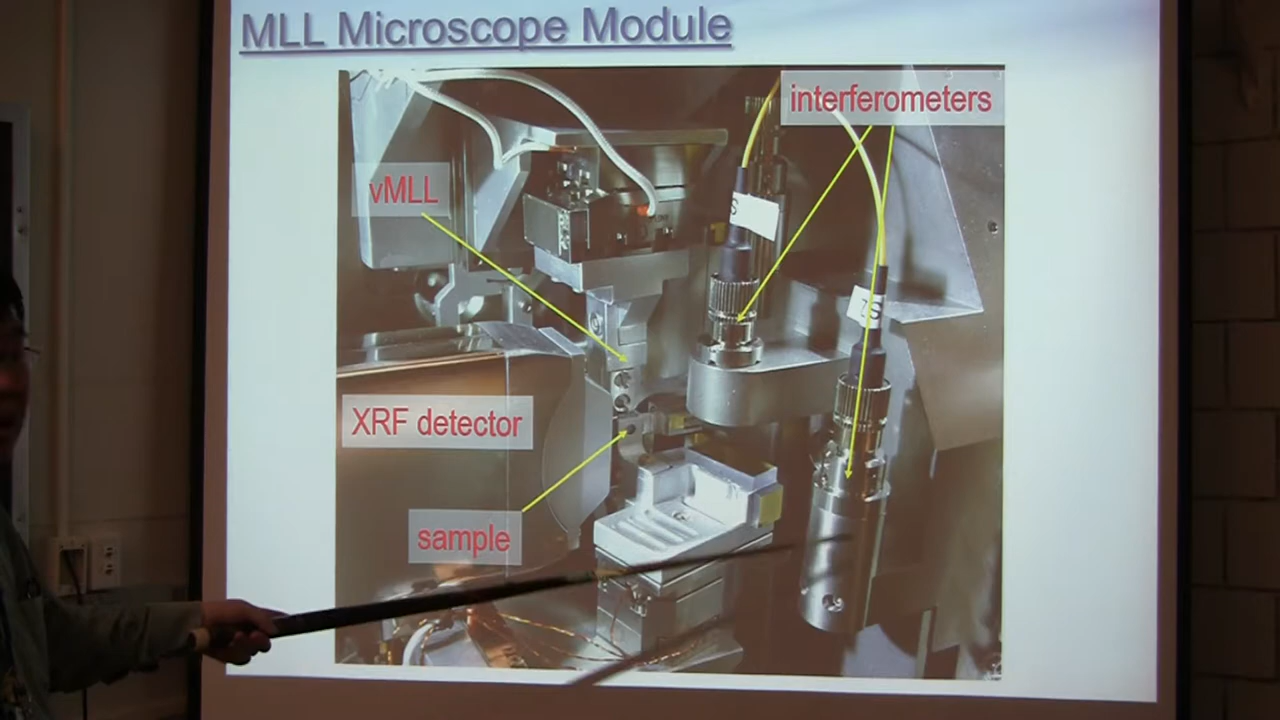 MLL Microscope Module
interferometers
vMLL
XRF detector
sample